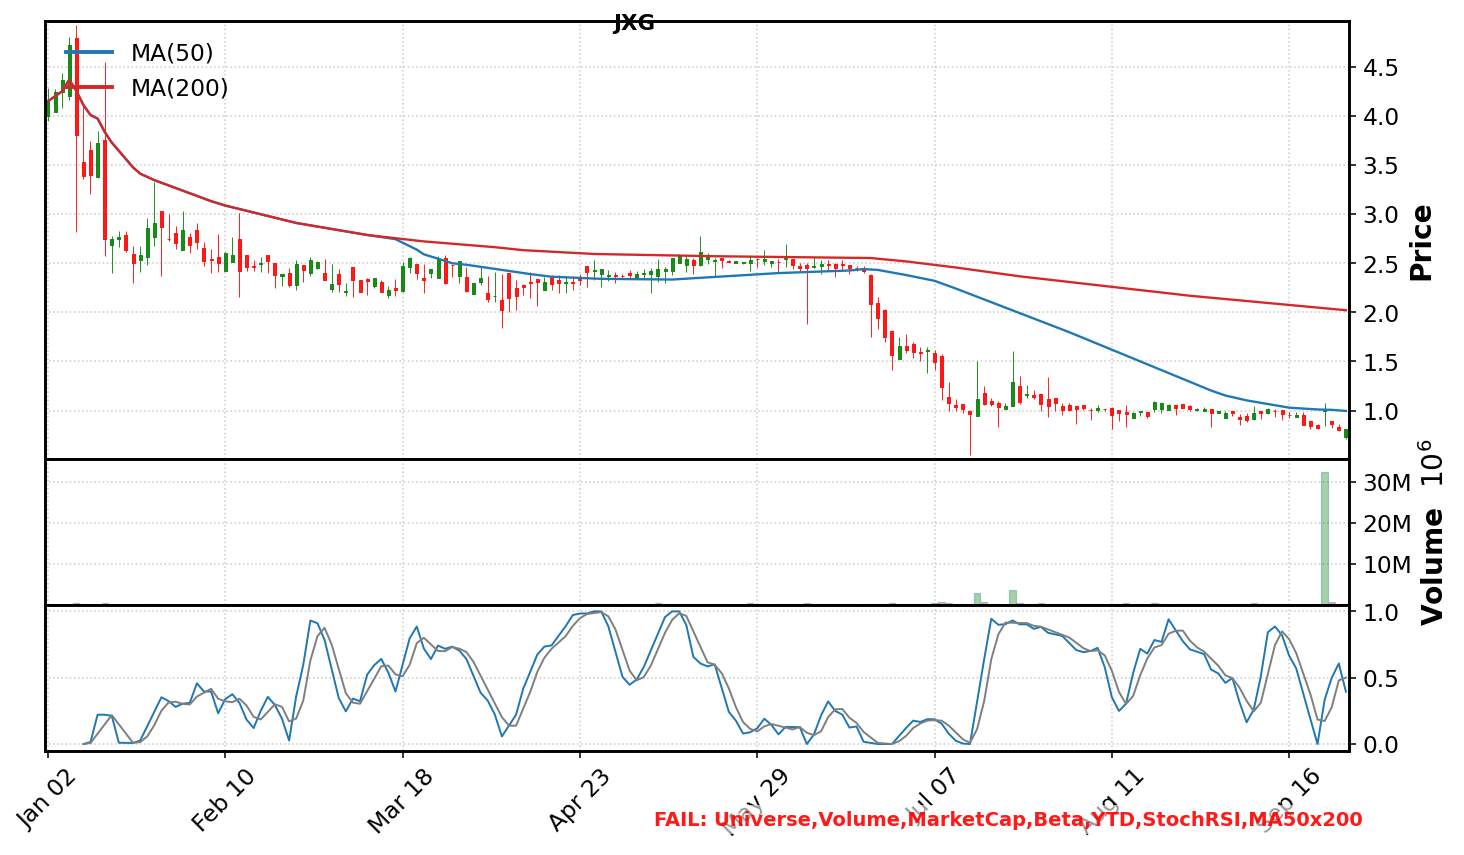 JXG
MA(50)
MA(200)
4.5
4.0
3.5
3.0
2.5
2.0
1.5
1.0
Price
30M
20M
10M
Volume 10^6
1.0
0.5
0.0
Jan 02
Feb 10
Mar 18
Apr 23
May 29
Jul 07
Aug 11
Sep 16
FAIL: Universe,Volume,MarketCap,Beta,YTD,StochRSI,MA50x200